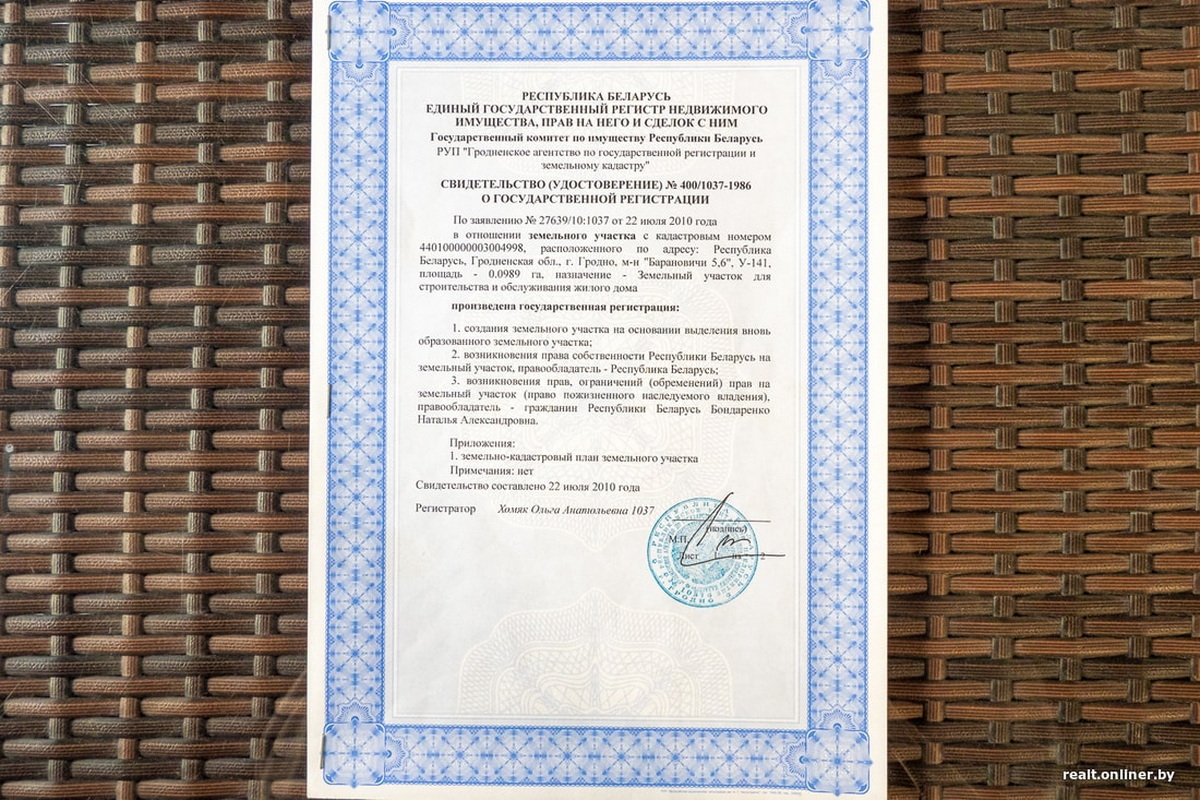 РЕСПУБЛИКА БЕЛАРУСЬ
ЕДИНЫЙ ГОСУДАРСТВЕННЫЙ РЕГИСТР НЕДВИЖИМОГО
ИМУЩЕСТВА, ПРАВ НА НЕГО И СДЕЛОК С НИМ
Государственный комитет по имуществу Республики Беларусь
РУП "Гродненское агентство по государственной регистрации и
земельному кадастру"
СВИДЕТЕЛЬСТВО (УДОСТОВЕРЕНИЕ) № 400/1037-1986
О ГОСУДАРСТВЕННОЙ РЕГИСТРАЦИИ
По заявлению № 27639/10:1037 от 22 июля 2010 года
в отношении земельного участка с кадастровым номером
440100000003004998, расположенного по адресу: Республика
Беларусь, Гродненская обл., г. Гродно, м-н "Барановичи 5,6", У-141,
площадь - 0.0989 га, назначение - Земельный участок для
строительства и обслуживания жилого дома
произведена государственная регистрация:
1. создания земельного участка на основании выделения вновь
образованного земельного участка;
2. возникновения права собственности Республики Беларусь на
земельный участок, правообладатель - Республика Беларусь;
3. возникновения прав, ограничений (обременений) прав на
земельный участок (право пожизненного наследуемого владения),
правообладатель - гражданин Республики Беларусь Бондаренко
Наталья Александровна.
Приложения:
1. земельно-кадастровый план земельного участка
Примечания: нет
Свидетельство составлено 22 июля 2010 года
Регистратор Хомяк Ольга Анатольевна 1037
(подпись)
М.П.
Лист 1 из 2
realt.onliner.by